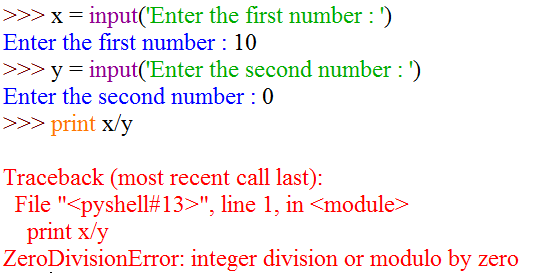 >>> x = input('Enter the first number : ')
Enter the first number : 10
>>> y = input('Enter the second number : ')
Enter the second number : 0
>>> print x/y
Traceback (most recent call last):
  File "<pyshell#13>", line 1, in <module>
    print x/y
ZeroDivisionError: integer division or modulo by zero